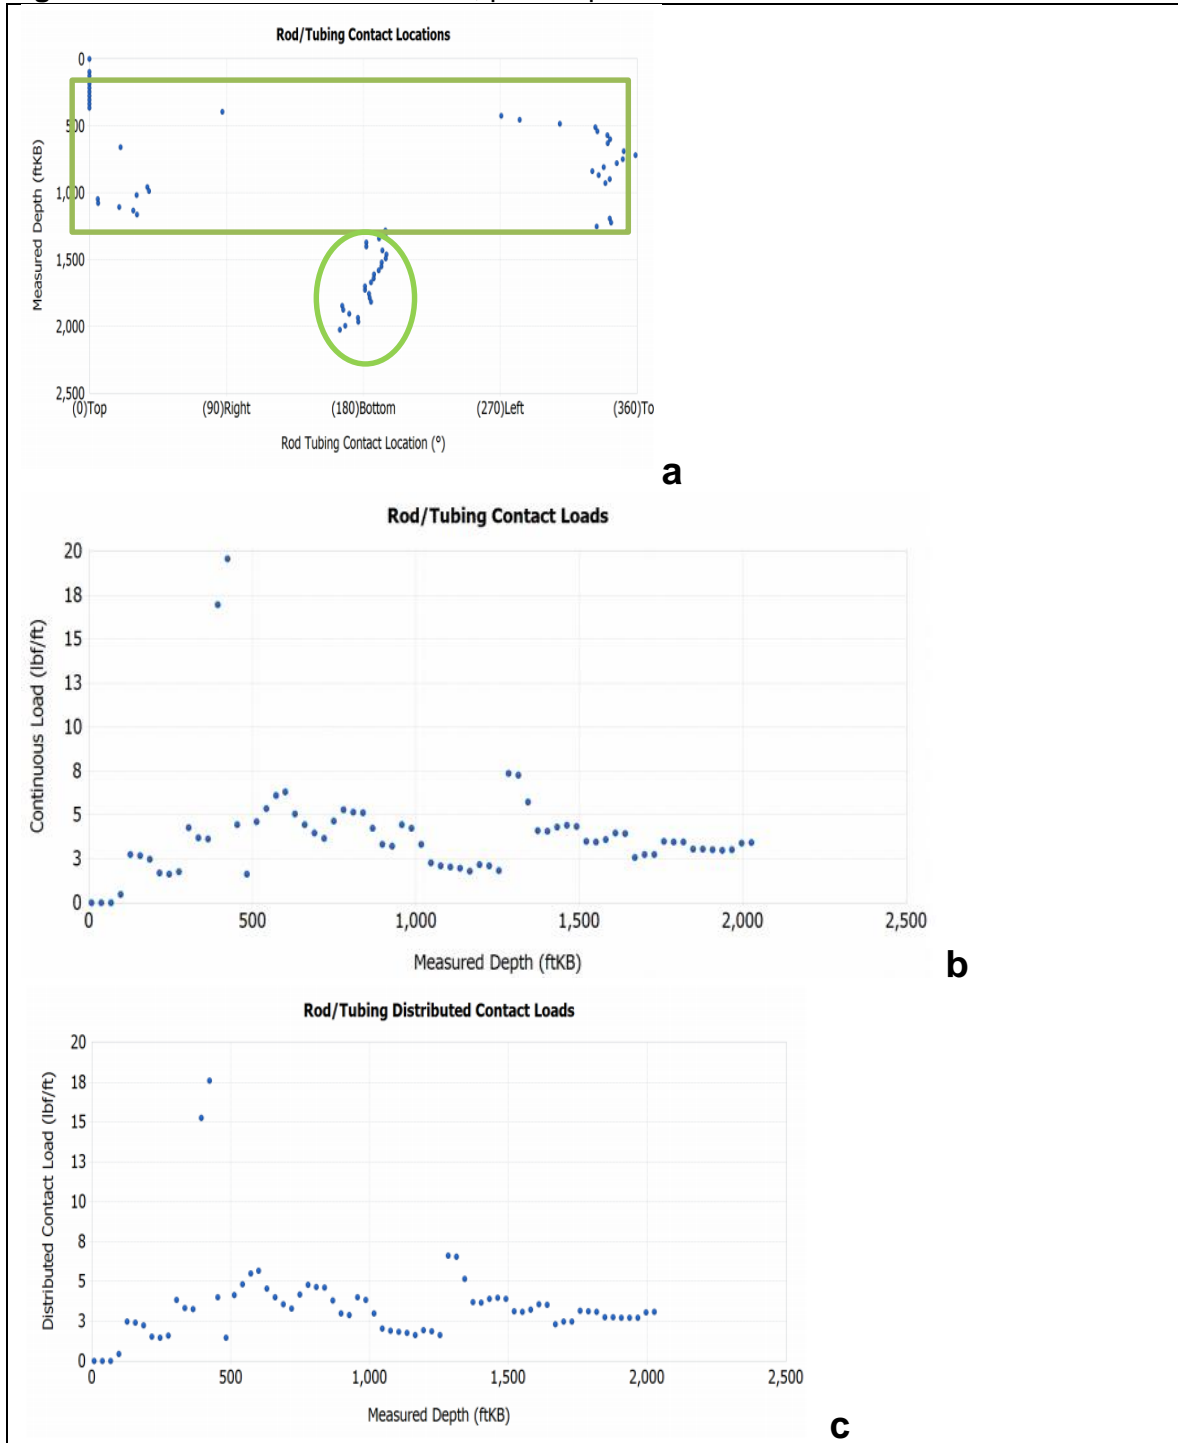 Rod/Tubing Contact Locations
0
500
1,000
1,500
2,000
2,500
Measured Depth (ftKB)
(0)Top
(90)Right
(180)Bottom
(270)Left
(360)To
Rod Tubing Contact Location (°)
a
Rod/Tubing Contact Loads
20
18
15
13
10
8
5
3
0
Continuous Load (lbf/ft)
0
500
1,000
1,500
2,000
2,500
Measured Depth (ftKB)
b
Rod/Tubing Distributed Contact Loads
20
18
15
13
10
8
5
3
0
Distributed Contact Load (lbf/ft)
0
500
1,000
1,500
2,000
2,500
Measured Depth (ftKB)
c